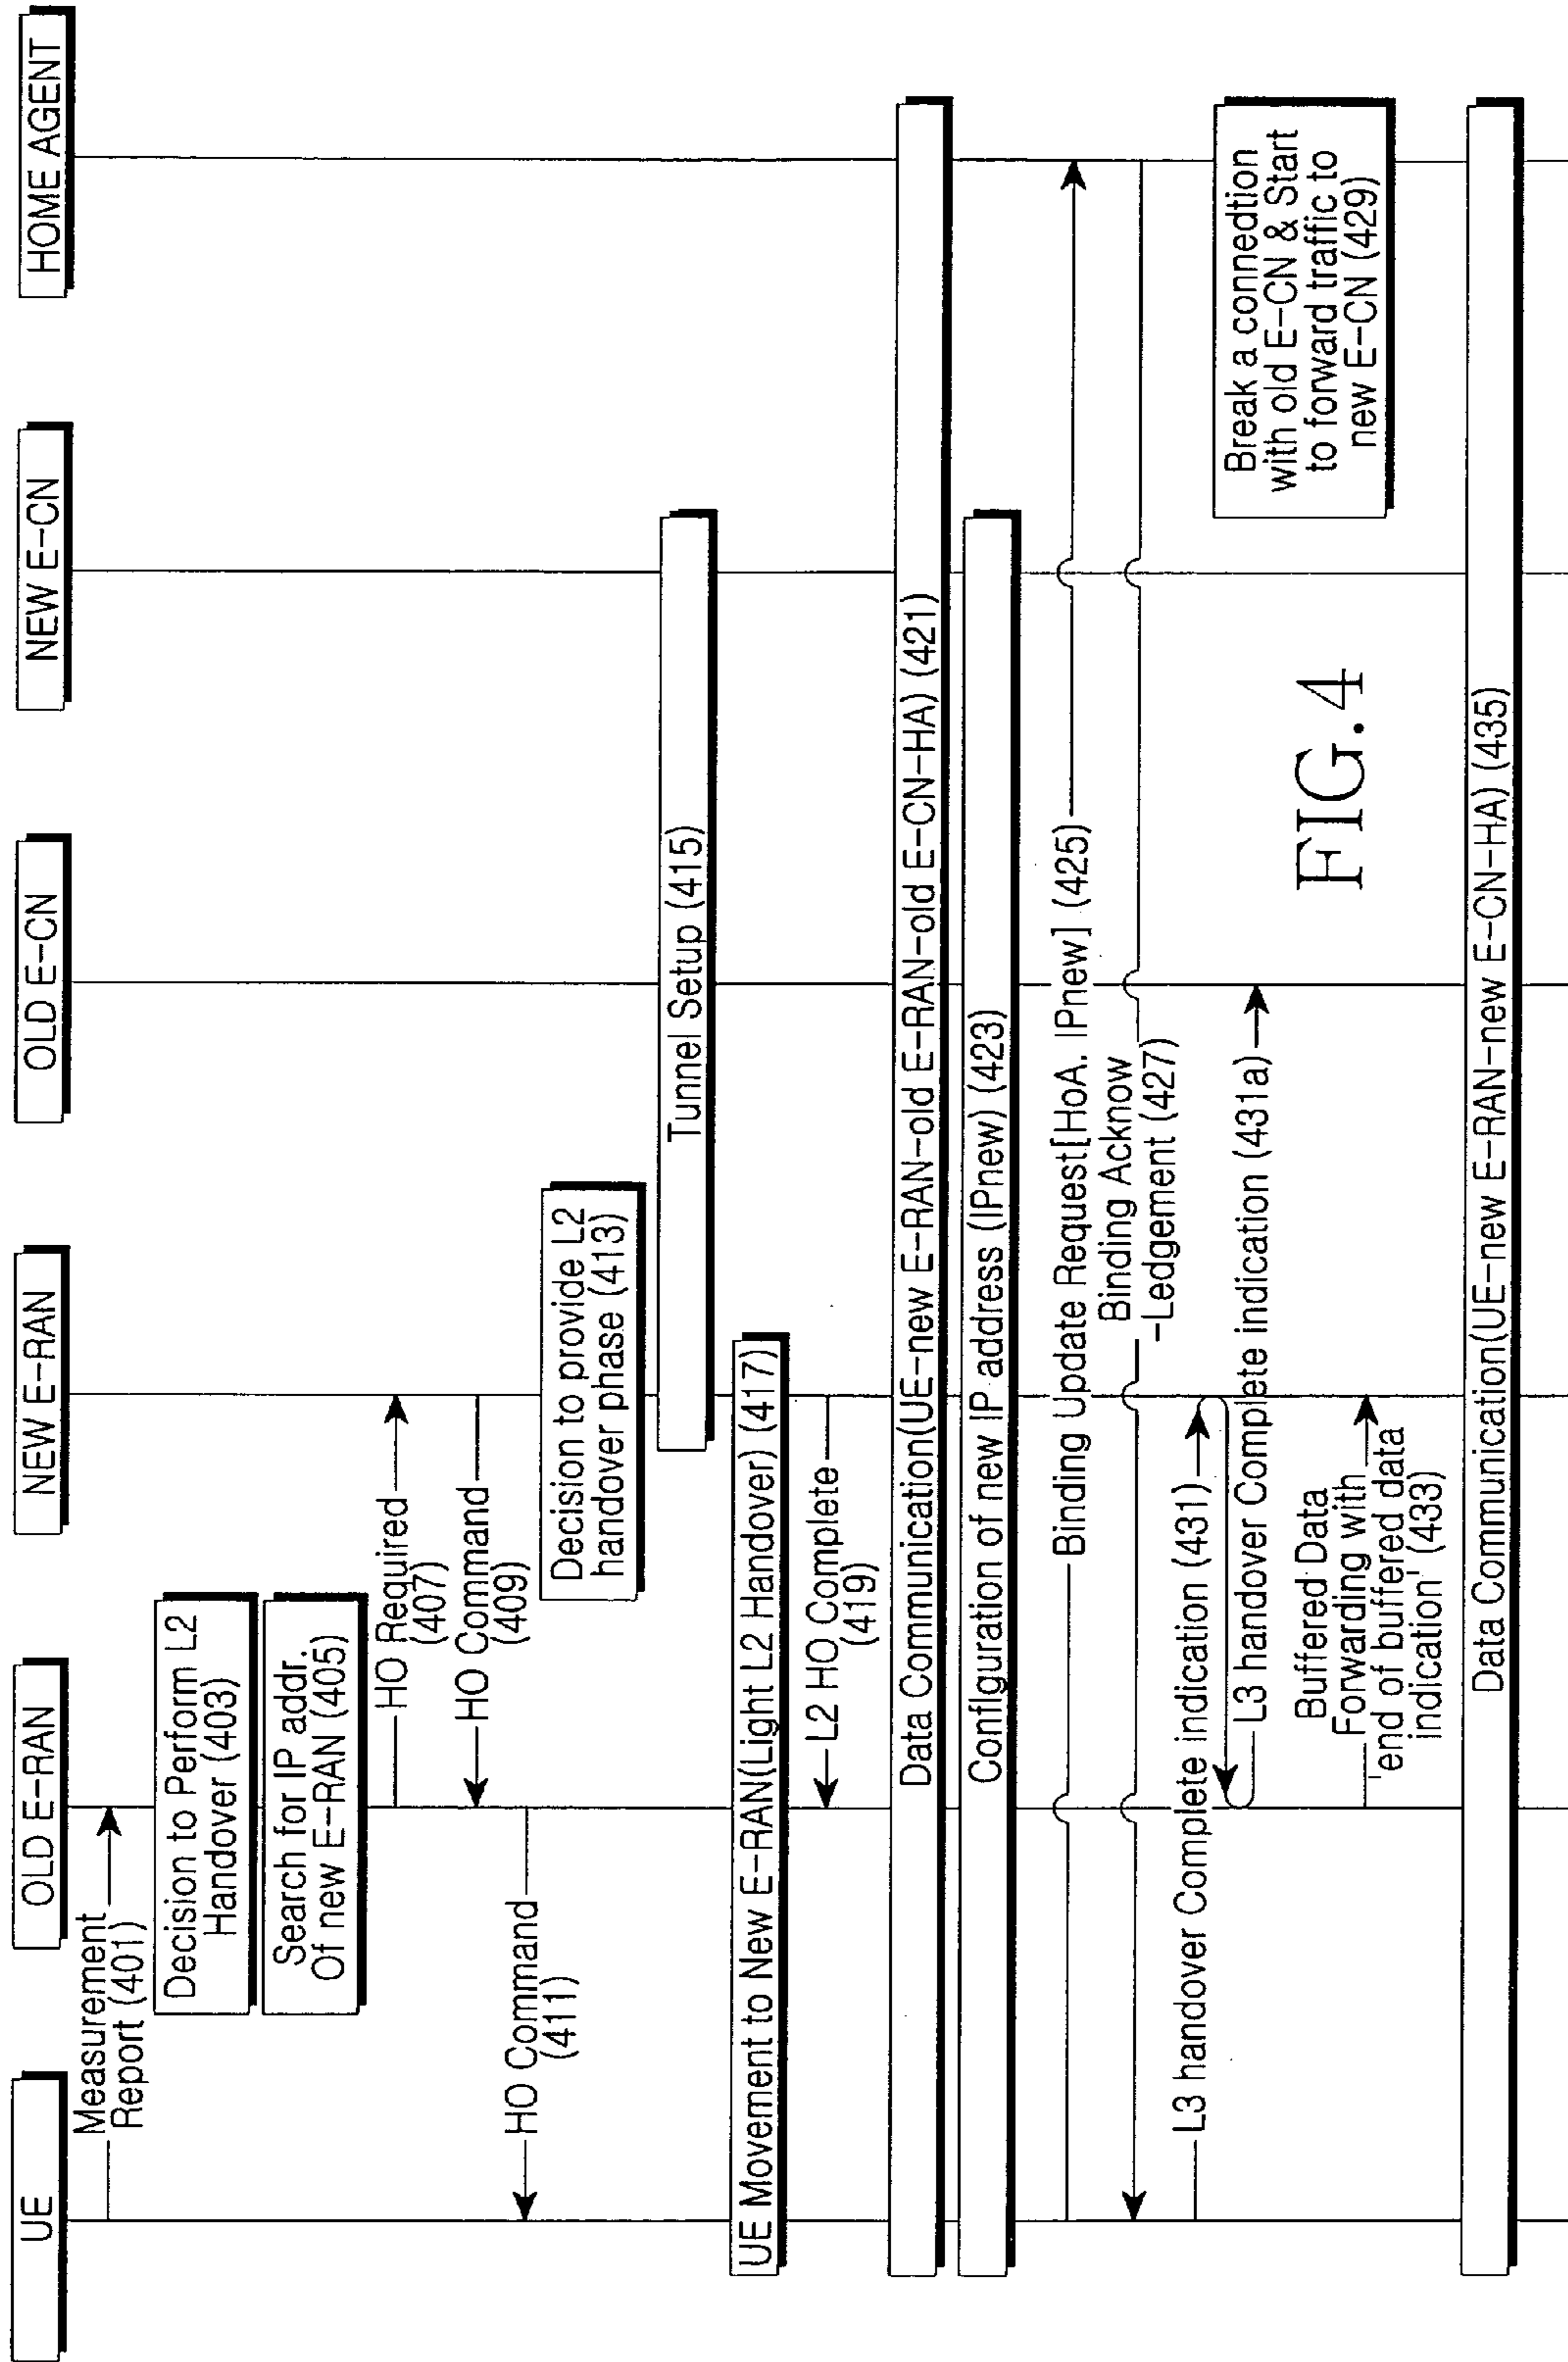 UE
OLD E-RAN
NEW E-RAN
OLD E-CN
NEW E-CN
HOME AGENT
Measurement
Report (401)
Decision to Perform L2
Handover (403)
Search for IP addr.
Of new E-RAN (405)
HO Required
(407)
HO Command
(409)
HO Command
(411)
Decision to provide L2
handover phase (413)
Tunnel Setup (415)
UE Movement to New E-RAN(Light L2 Handover) (417)
L2 HO Complete
(419)
Data Communication(UE-new E-RAN-old E-RAN-old E-CN-HA) (421)
Configuration of new IP address (IPnew) (423)
Binding Update Request[HoA, IPnew] (425)
Binding Acknow
-Ledgement (427)
Break a connedtion
with old E-CN & Start
to forward traffic to
new E-CN (429)
L3 handover Complete indication (431)
L3 handover Complete indication (431a)
Buffered Data
Forwarding with
'end of buffered data
indication' (433)
Data Communication(UE-new E-RAN-new E-CN-HA) (435)
FIG.4